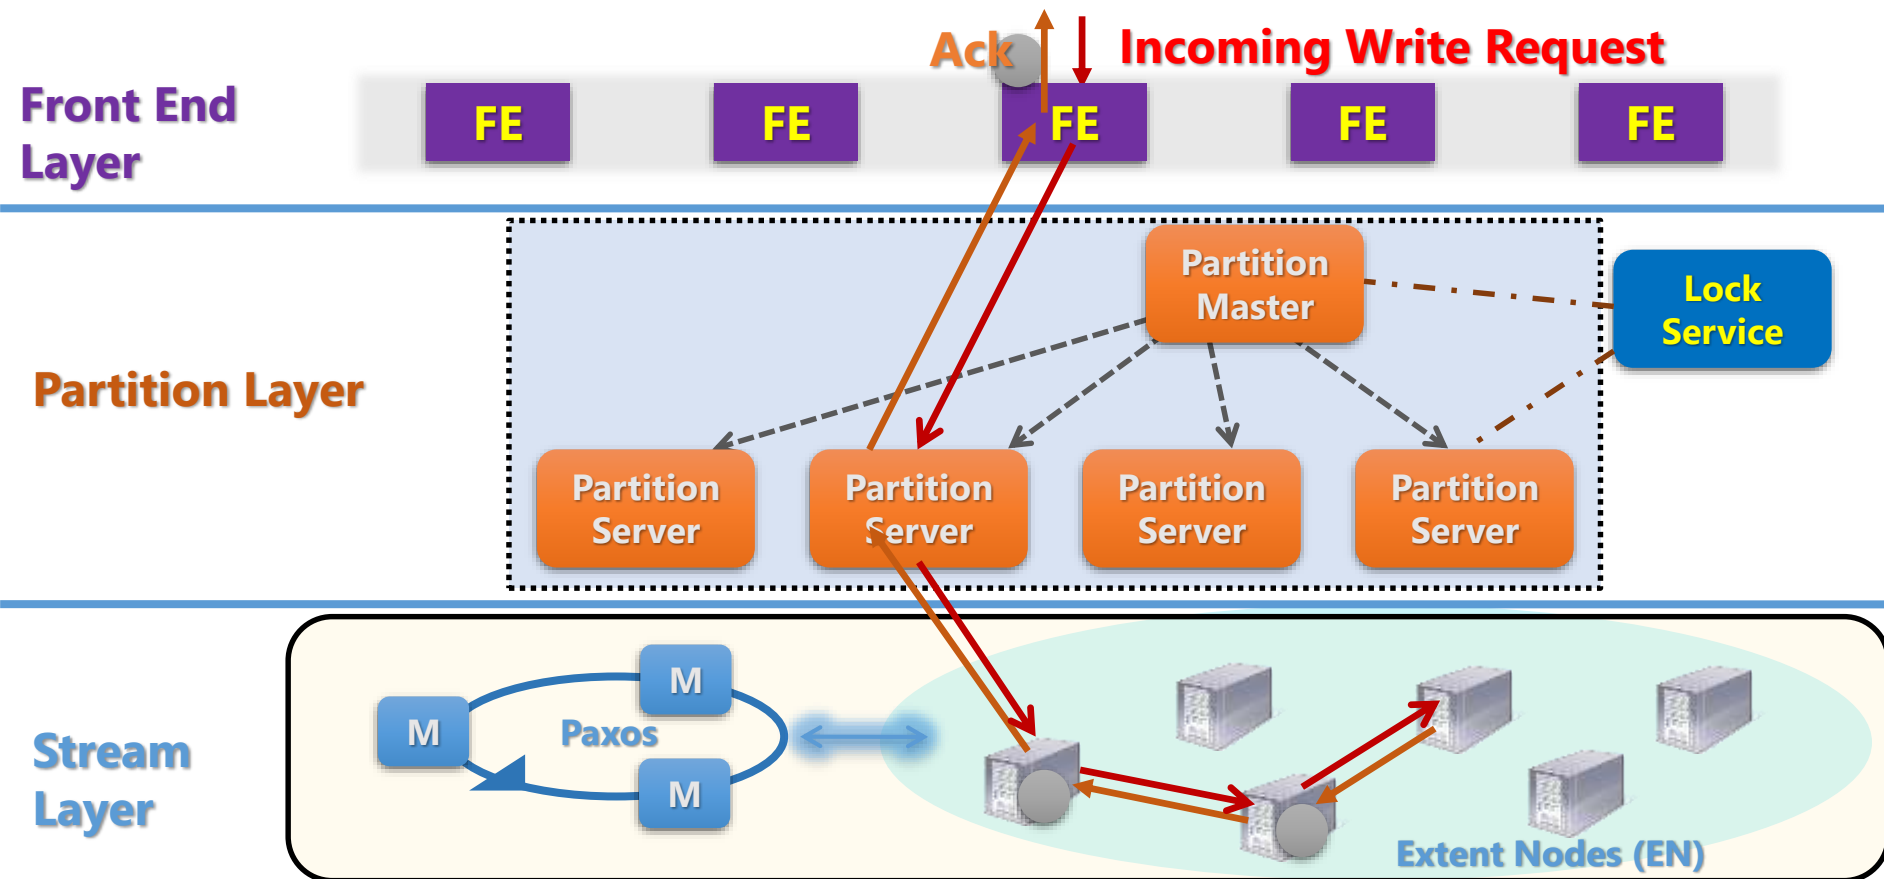 Ack
Incoming Write Request
Front End
Layer
FE
FE
FE
FE
FE
Partition
Master
Lock
Service
Partition Layer
Partition
Server
Partition
Server
Partition
Server
Partition
Server
M
M
Paxos
M
Stream
Layer
Extent Nodes (EN)